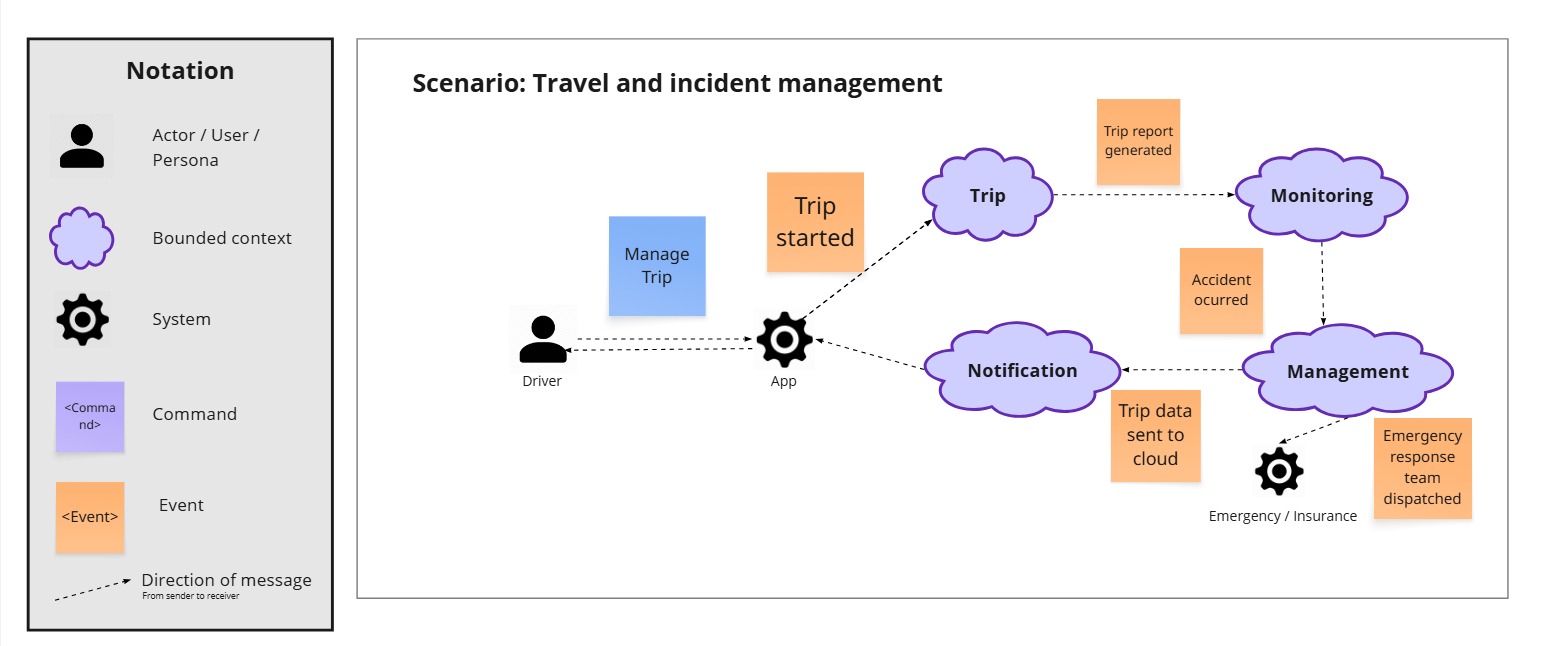 Notation
Actor / User /
Persona
Bounded context
System
<Comma
nd>
Command
<Event>
Event
Direction of message
From sender to receiver
Scenario: Travel and incident management
Manage
Trip
Trip
started
Trip
Trip report
generated
Monitoring
Driver
App
Accident
ocurred
Notification
Management
Trip data
sent to
cloud
Emergency
response
team
dispatched
Emergency / Insurance